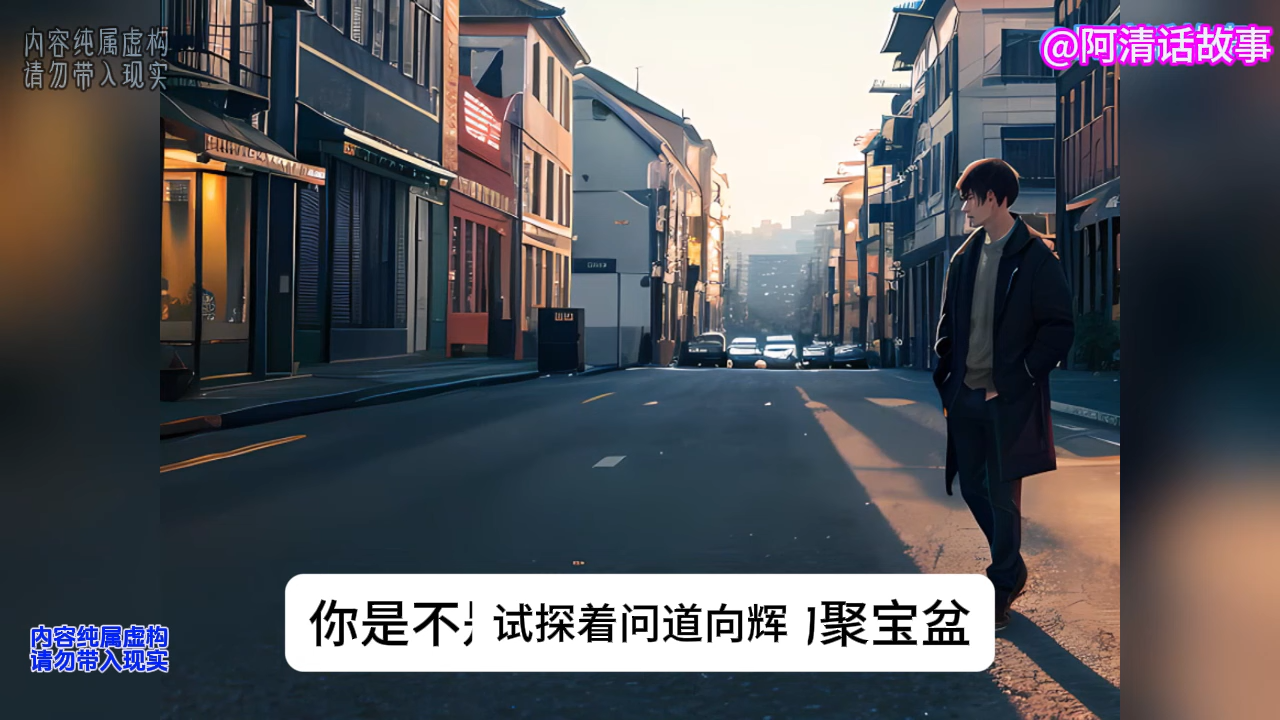 内容纯属虚构
请勿带入现实
@阿清话故事
你是不 试探着问道向辉 聚宝盆
内容纯属虚构
请勿带入现实